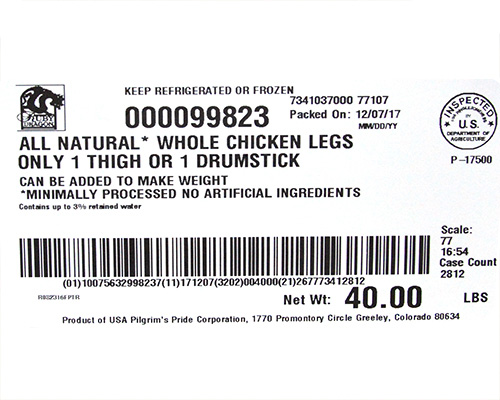 KEEP REFRIGERATED OR FROZEN
RUBY
DRAGON
000099823
7341037000 77107
Packed On: 12/07/17
MM/DD/YY
INSPECTED
U.S.
DEPARTMENT OF
AGRICULTURE
P-17500
ALL NATURAL* WHOLE CHICKEN LEGS
ONLY 1 THIGH OR 1 DRUMSTICK
CAN BE ADDED TO MAKE WEIGHT
*MINIMALLY PROCESSED NO ARTIFICIAL INGREDIENTS
Contains up to 3% retained water
Scale:
77
16:54
Case Count
2812
(01)10075632998237(11)171207(3202)004000(21)267773412812
Net Wt: 40.00 LBS
Product of USA Pilgrim's Pride Corporation, 1770 Promontory Circle Greeley, Colorado 80634